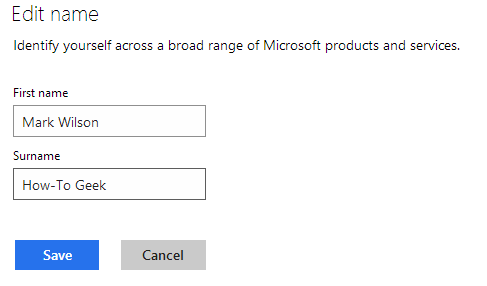 Edit name
Identify yourself across a broad range of Microsoft products and services.
First name
Mark Wilson
Surname
How-To Geek
Save Cancel